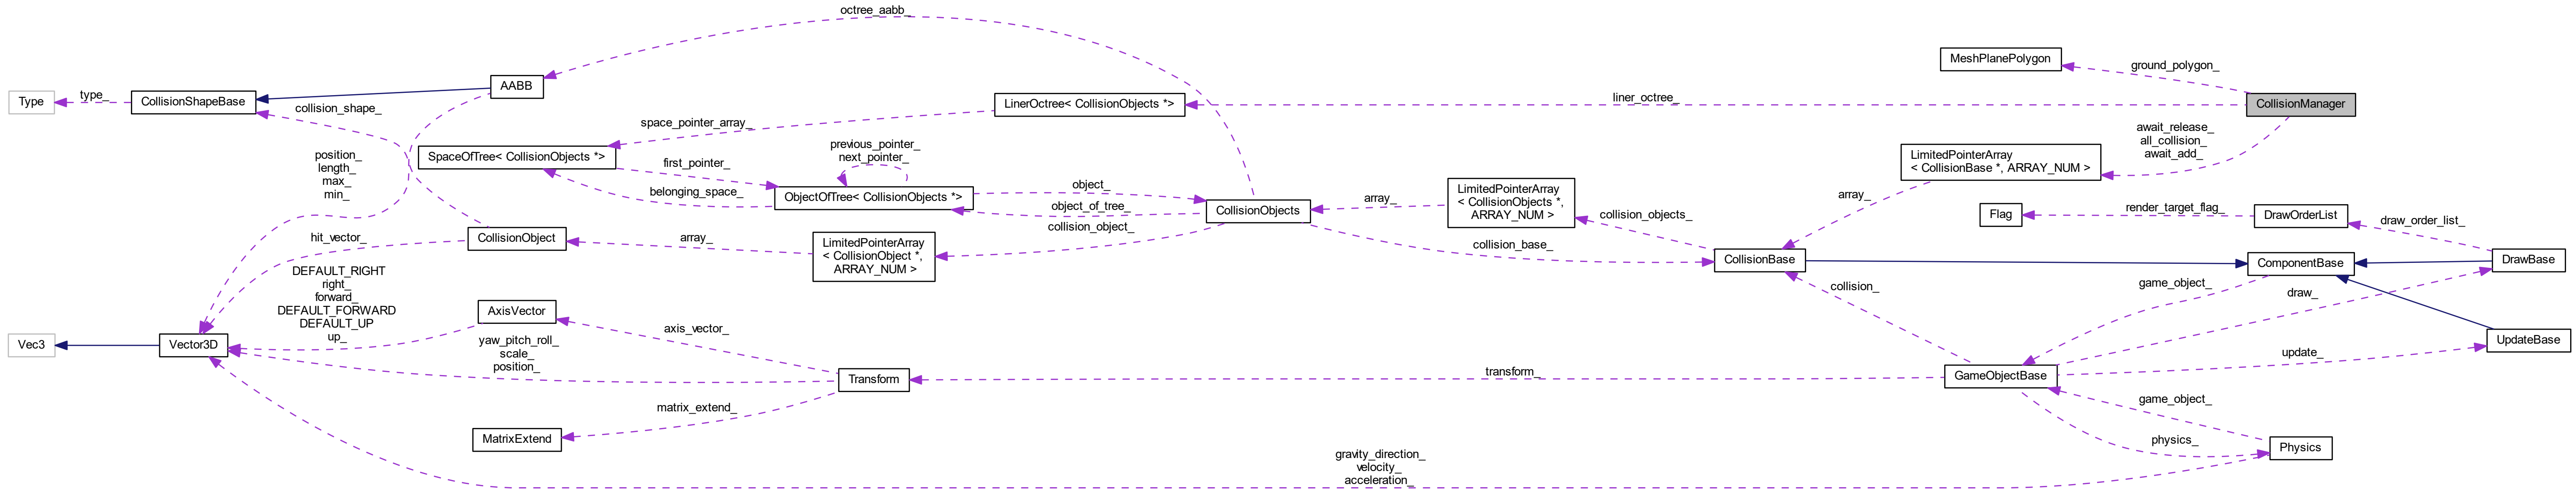 octree_aabb_
MeshPlanePolygon
ground_polygon_
AABB
Type
type_
CollisionShapeBase
collision_shape_
LinerOctree< CollisionObjects *>
liner_octree_
CollisionManager
space_pointer_array_
await_release_
all_collision_
await_add_
SpaceOfTree< CollisionObjects *>
first_pointer_
previous_pointer_
next_pointer_
LimitedPointerArray
< CollisionBase *, ARRAY_NUM >
position_
length_
max_
min_
belonging_space_
ObjectOfTree< CollisionObjects *>
object_
object_of_tree_
CollisionObjects
array_
LimitedPointerArray
< CollisionObjects *,
ARRAY_NUM >
array_
collision_objects_
Flag
render_target_flag_
DrawOrderList
draw_order_list_
hit_vector_
CollisionObject
array_
LimitedPointerArray
< CollisionObject *,
ARRAY_NUM >
collision_object_
collision_base_
CollisionBase
ComponentBase
DrawBase
DEFAULT_RIGHT
right_
forward_
DEFAULT_FORWARD
DEFAULT_UP
up_
AxisVector
axis_vector_
collision_
game_object_
draw_
Vec3
Vector3D
yaw_pitch_roll_
scale_
position_
UpdateBase
Transform
transform_
GameObjectBase
update_
matrix_extend_
MatrixExtend
game_object_
physics_
Physics
gravity_direction_
velocity_
acceleration_